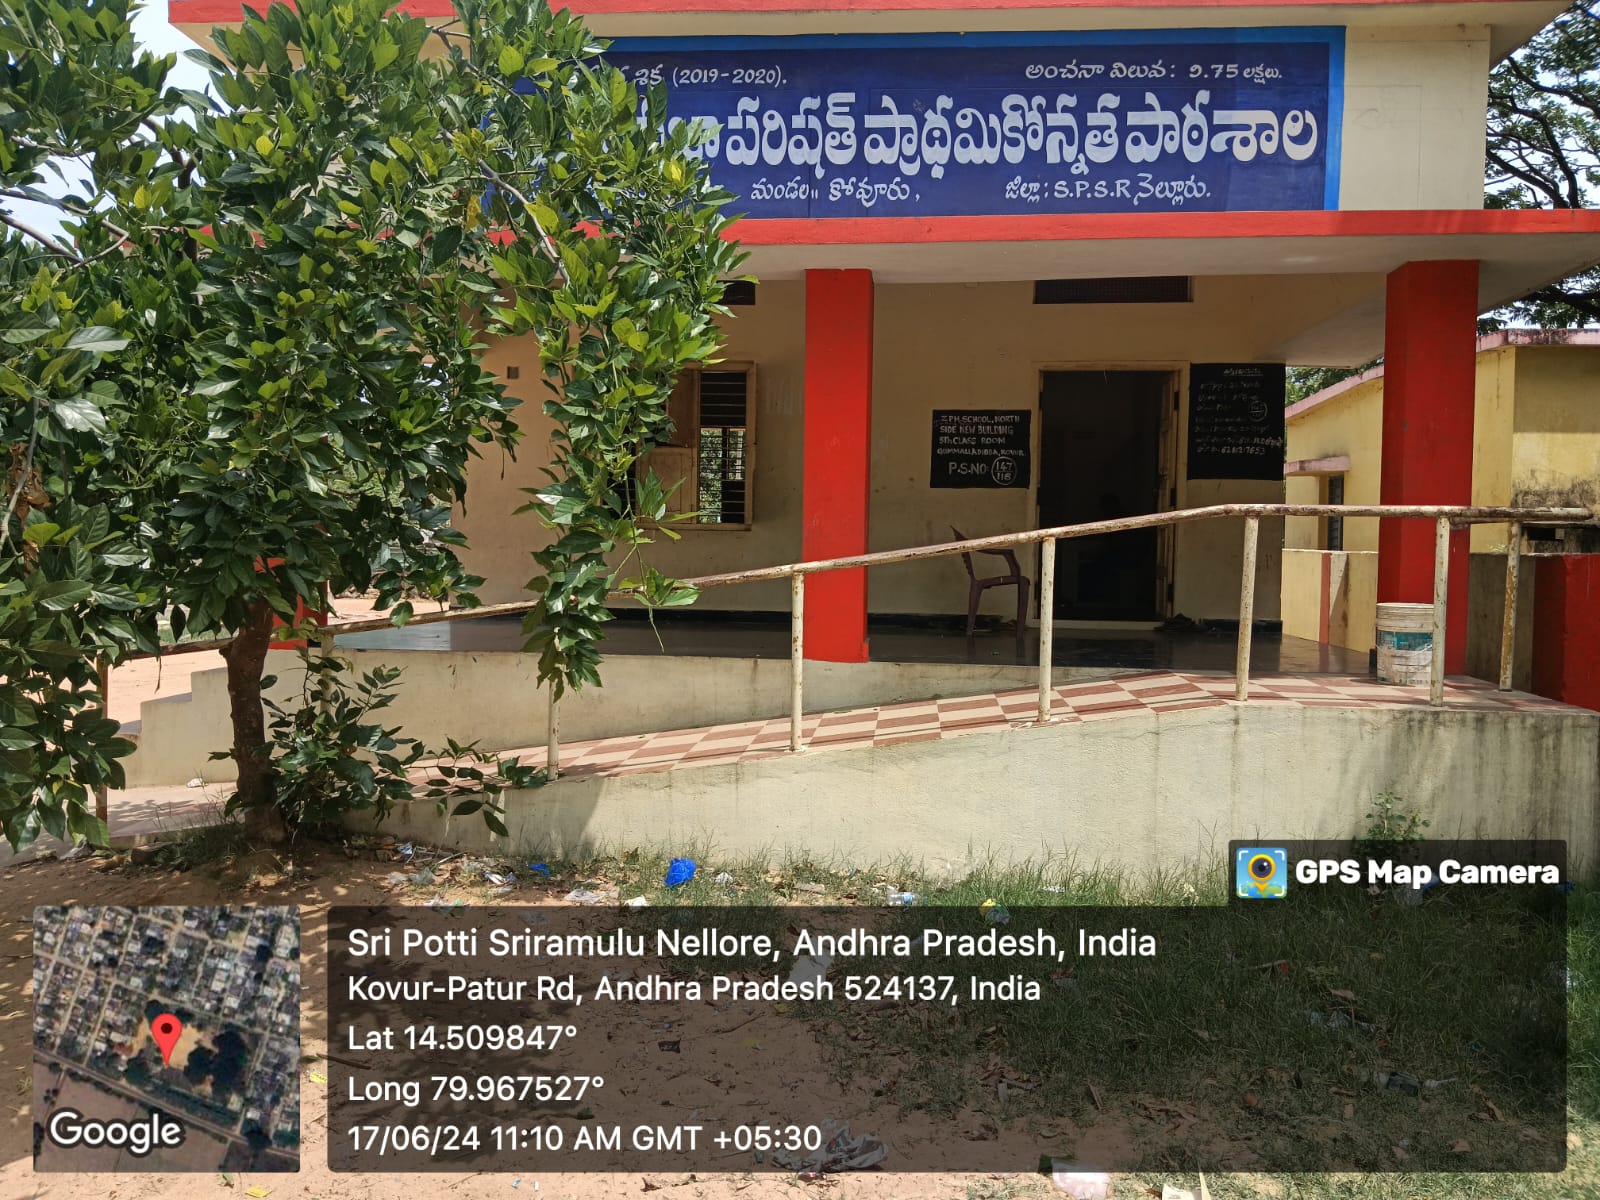 (2019-2020).
అంచనా విలువ: 9.75 లక్షలు.
పరిషత్ ప్రాథమికోన్నత పాఠశాల
మండల॥ కోవూరు,
జిల్లా: S.P.S.R నెల్లూరు.
Z.P.H.SCHOOL, NORTH
SIDE NEW BUILDING
5Th CLASS ROOM
GUMMALLADIBBA, KOVUR
P.S.NO: 147
118
GPS Map Camera
Sri Potti Sriramulu Nellore, Andhra Pradesh, India
Kovur-Patur Rd, Andhra Pradesh 524137, India
Lat 14.509847°
Long 79.967527°
17/06/24 11:10 AM GMT +05:30
Google